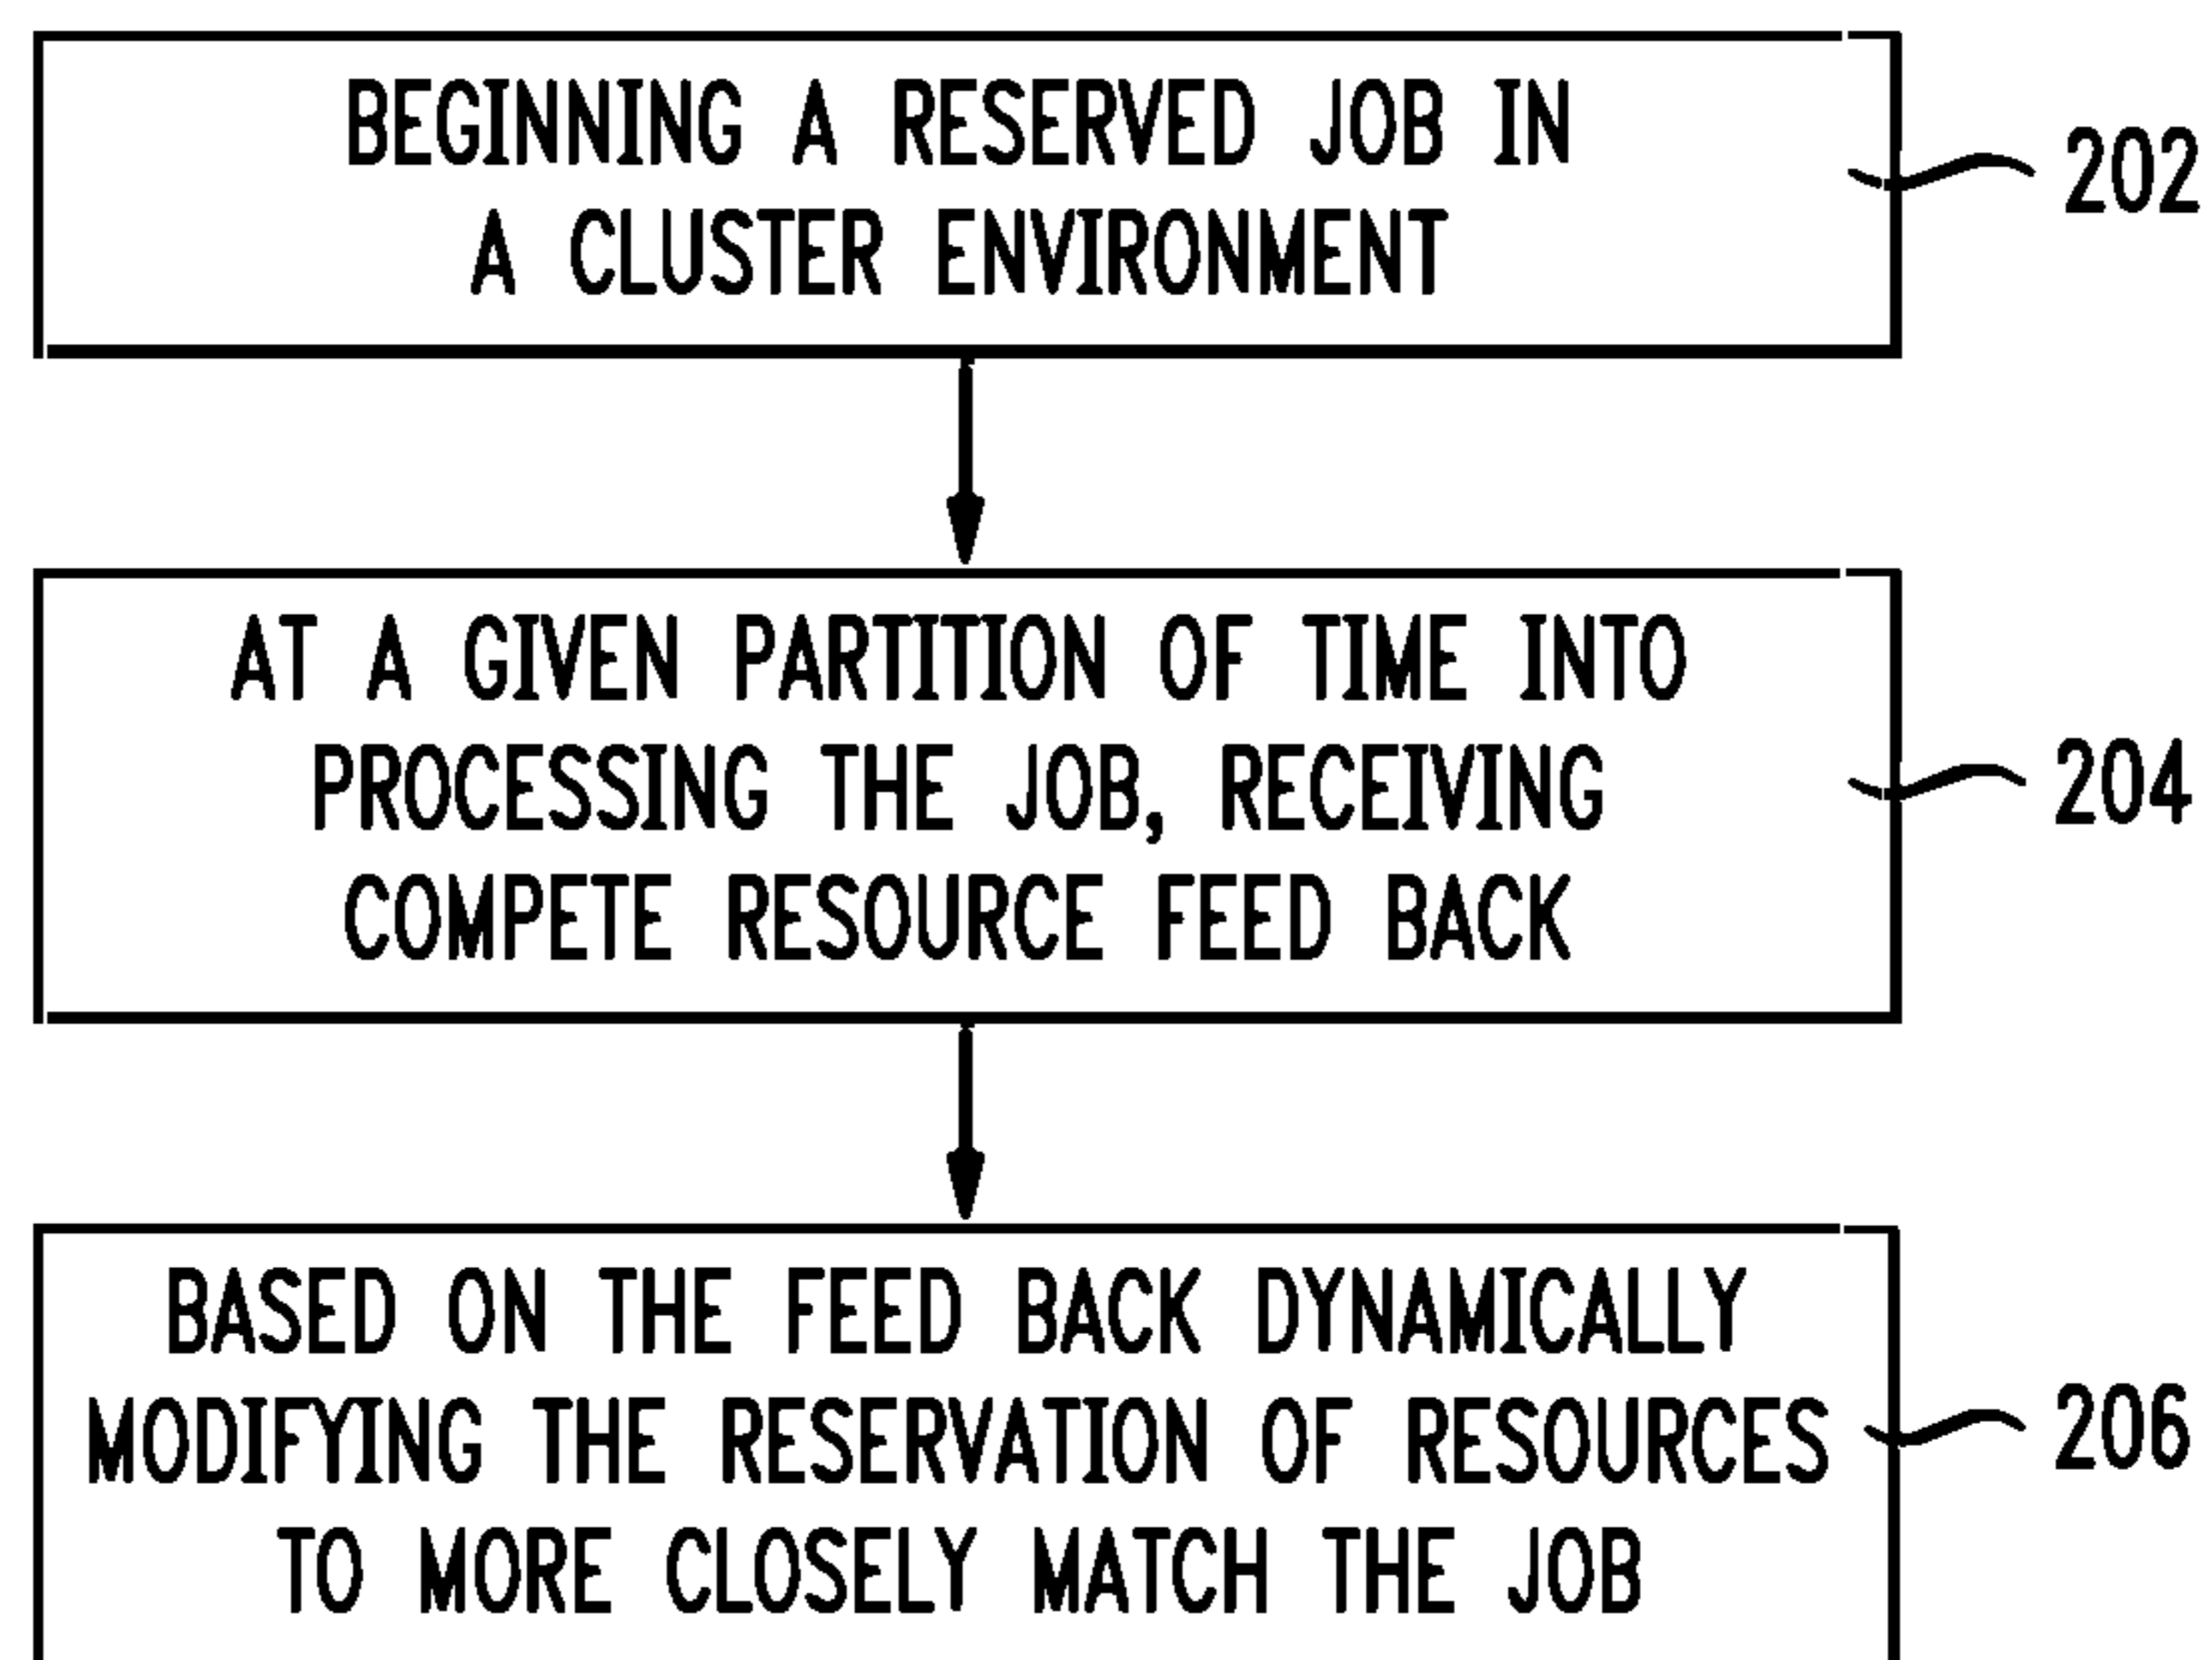 BEGINNING A RESERVED JOB IN
A CLUSTER ENVIRONMENT
202
AT A GIVEN PARTITION OF TIME INTO
PROCESSING THE JOB, RECEIVING
COMPETE RESOURCE FEED BACK
204
BASED ON THE FEED BACK DYNAMICALLY
MODIFYING THE RESERVATION OF RESOURCES
TO MORE CLOSELY MATCH THE JOB
206